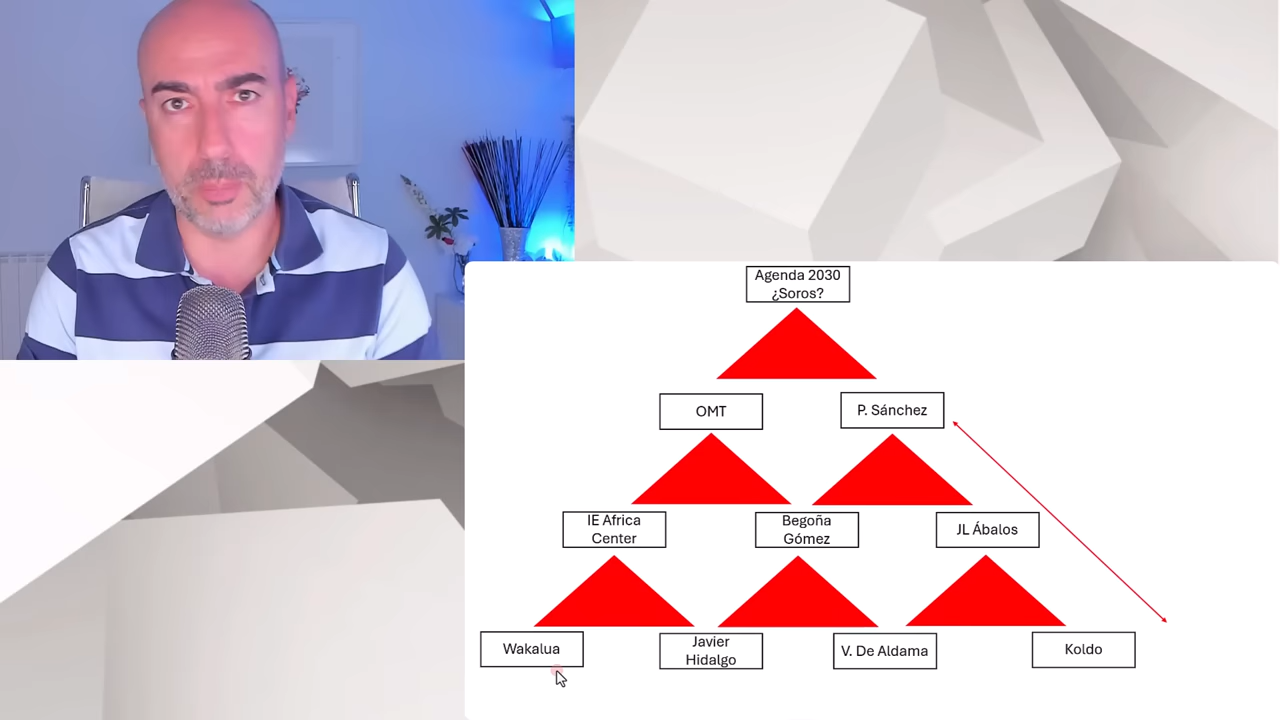 Agenda 2030
¿Soros?
OMT
P. Sánchez
IE Africa
Center
Begoña
Gómez
JL Ábalos
Wakalua
Javier
Hidalgo
V. De Aldama
Koldo